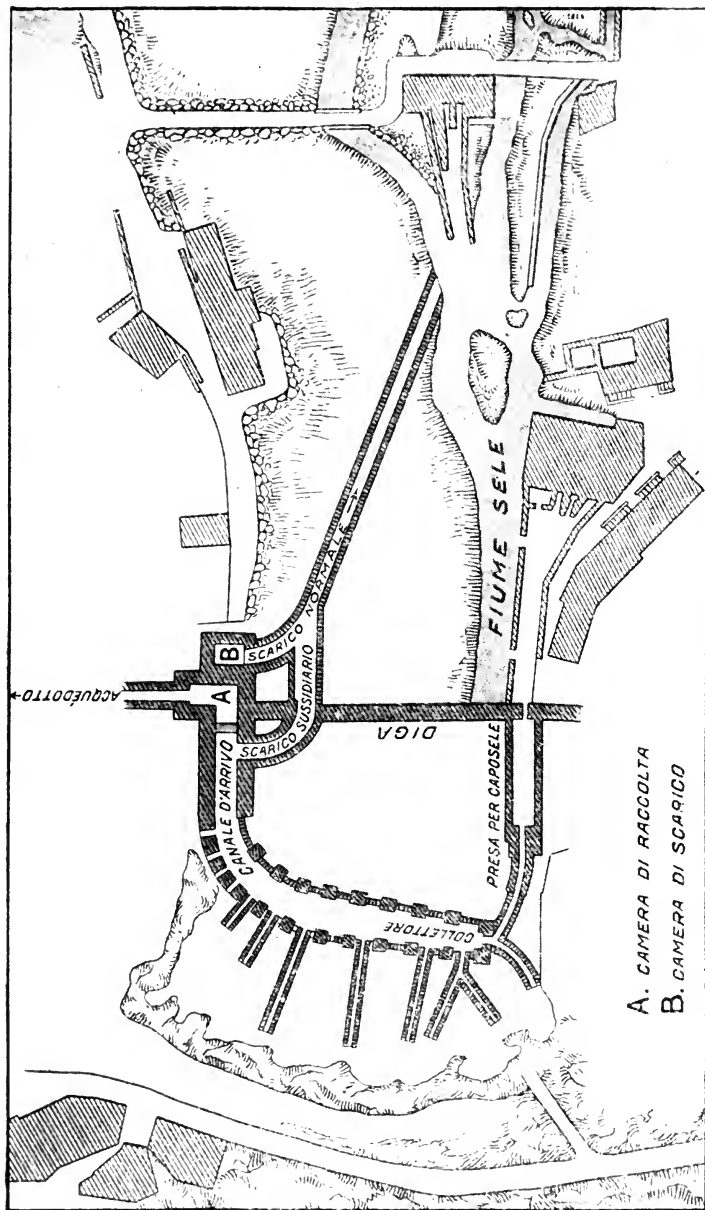 ACQUEDOTTO
B
A
SCARICO NORMALE
SCARICO SUSSIDIARIO
CANALE D'ARRIVO
DIGA
FIUME SELE
PRESA PER CAPOSELE
COLLETTORE
A. CAMERA DI RACCOLTA
B. CAMERA DI SCARICO